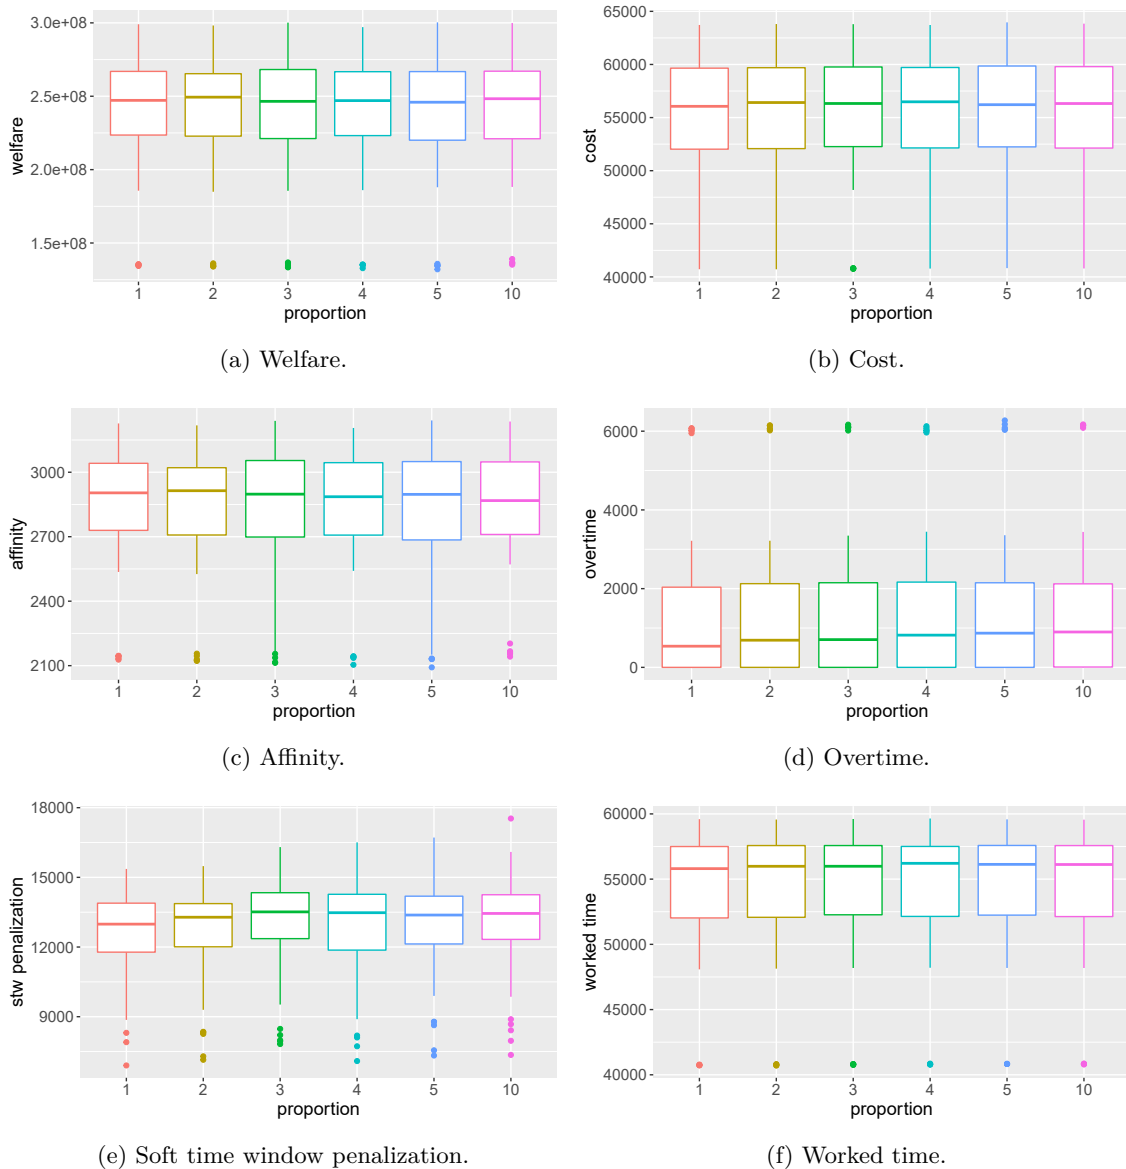 3.0e+08
2.5e+08
2.0e+08
1.5e+08
welfare
1 2 3 4 5 10
proportion
(a) Welfare.
65000
60000
55000
50000
45000
40000
cost
1 2 3 4 5 10
proportion
(b) Cost.
3000
2700
2400
2100
affinity
1 2 3 4 5 10
proportion
(c) Affinity.
6000
4000
2000
0
overtime
1 2 3 4 5 10
proportion
(d) Overtime.
18000
15000
12000
9000
stw penalization
1 2 3 4 5 10
proportion
(e) Soft time window penalization.
60000
55000
50000
45000
40000
worked time
1 2 3 4 5 10
proportion
(f) Worked time.